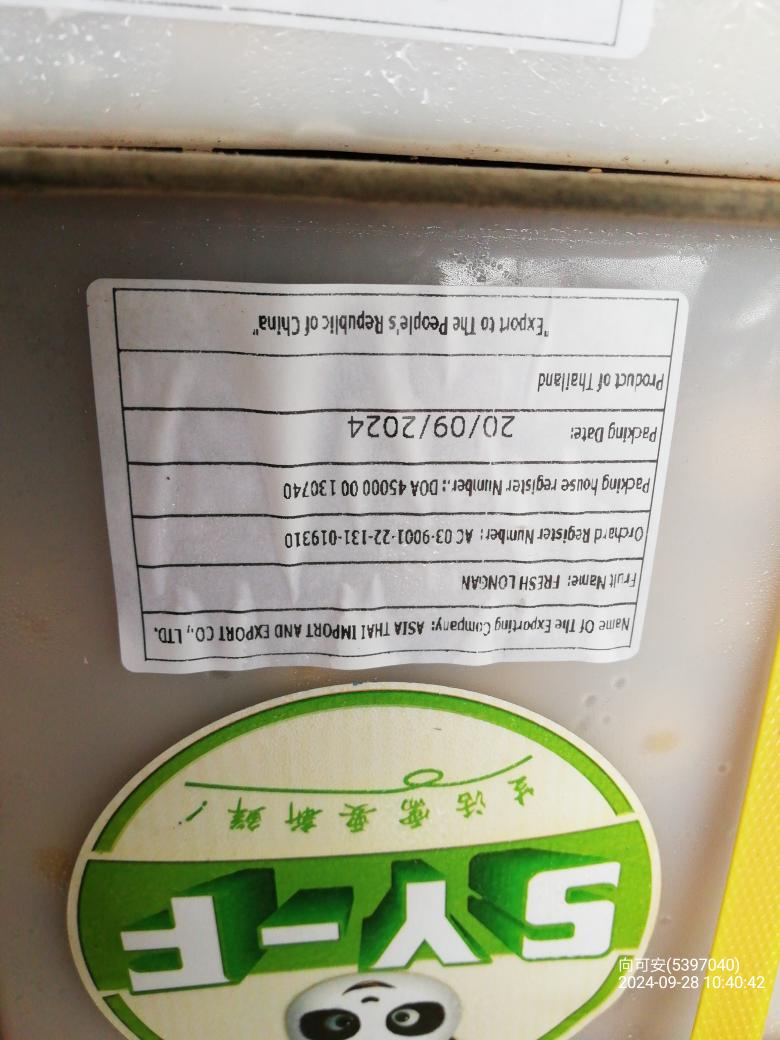 Name Of The Exporting Company: ASIA THAI IMPORT AND EXPORT CO., LTD.
Fruit Name: FRESH LONGAN
Orchard Register Number: AC 03-9001-22-131-019310
Packing house register Number.: DOA 45000 00 130740
Packing Date: 20/09/2024
Product of Thailand
"Export to The People's Republic of China"
SY-F
生活需要新鲜!
向可安(5397040)
2024-09-28 10:40:42